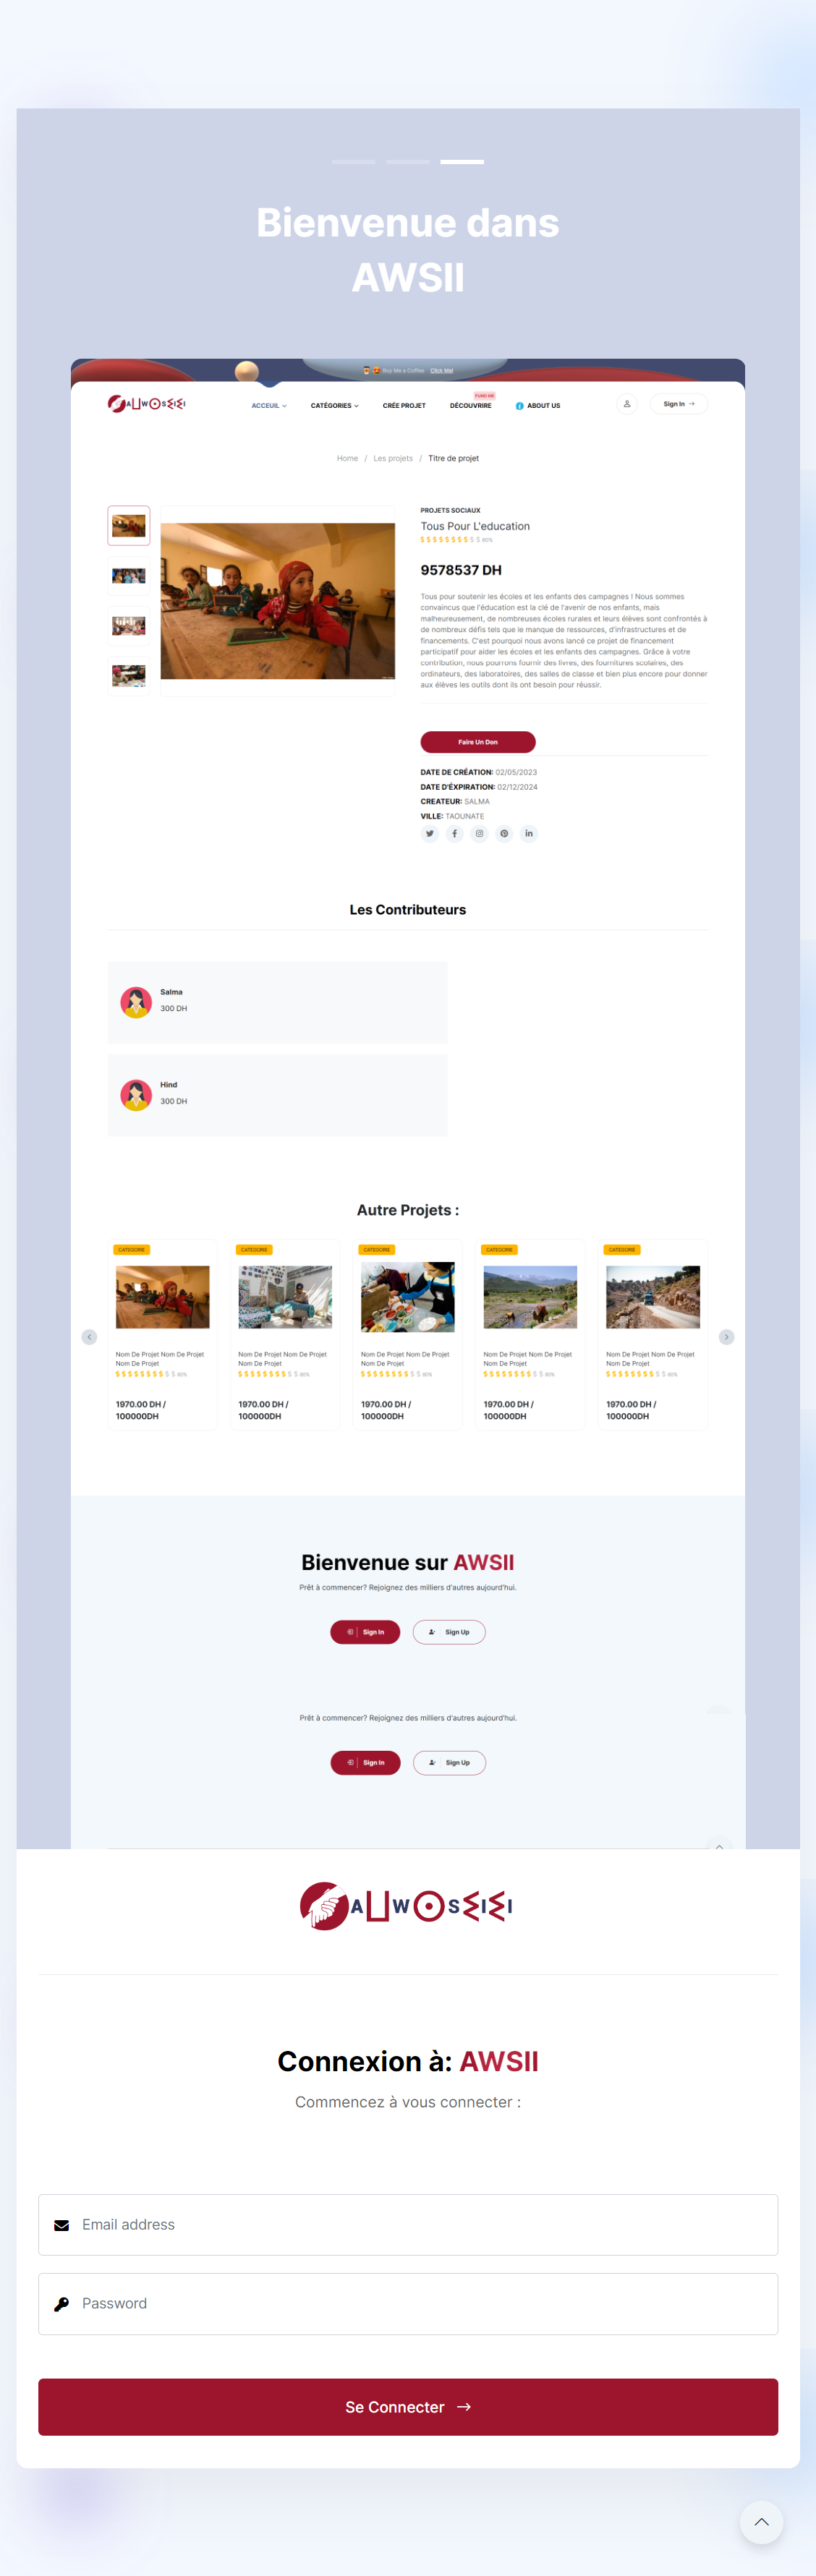 Bienvenue dans
AWSII
Buy Me a Coffee Click Me!
ACCEUIL
CATÉGORIES
CRÉE PROJET
DÉCOUVRIRE
FUND ME
ABOUT US
Sign In
Home / Les projets / Titre de projet
PROJETS SOCIAUX
Tous Pour L'education
$ $ $ $ $ $ $ $ $ $ 80%
9578537 DH
Tous pour soutenir les écoles et les enfants des campagnes ! Nous sommes
convaincus que l'éducation est la clé de l'avenir de nos enfants, mais
malheureusement, de nombreuses écoles rurales et leurs élèves sont confrontés à
de nombreux défis tels que le manque de ressources, d'infrastructures et de
financements. C'est pourquoi nous avons lancé ce projet de financement
participatif pour aider les écoles et les enfants des campagnes. Grâce à votre
contribution, nous pourrons fournir des livres, des fournitures scolaires, des
ordinateurs, des laboratoires, des salles de classe et bien plus encore pour donner
aux élèves les outils dont ils ont besoin pour réussir.
Faire Un Don
DATE DE CRÉATION: 02/05/2023
DATE D'ÉXPIRATION: 02/12/2024
CREATEUR: SALMA
VILLE: TAOUNATE
Les Contributeurs
Salma
300 DH
Hind
300 DH
Autre Projets :
CATEGORIE
Nom De Projet Nom De Projet
Nom De Projet
$ $ $ $ $ $ $ $ $ $ 80%
1970.00 DH /
100000DH
CATEGORIE
Nom De Projet Nom De Projet
Nom De Projet
$ $ $ $ $ $ $ $ $ $ 80%
1970.00 DH /
100000DH
CATEGORIE
Nom De Projet Nom De Projet
Nom De Projet
$ $ $ $ $ $ $ $ $ $ 80%
1970.00 DH /
100000DH
CATEGORIE
Nom De Projet Nom De Projet
Nom De Projet
$ $ $ $ $ $ $ $ $ $ 80%
1970.00 DH /
100000DH
CATEGORIE
Nom De Projet Nom De Projet
Nom De Projet
$ $ $ $ $ $ $ $ $ $ 80%
1970.00 DH /
100000DH
Bienvenue sur AWSII
Prêt à commencer? Rejoignez des milliers d'autres aujourd'hui.
Sign In
Sign Up
Prêt à commencer? Rejoignez des milliers d'autres aujourd'hui.
Sign In
Sign Up
AⵡWⵙSⵉIⵉI
Connexion à: AWSII
Commencez à vous connecter :
Email address
Password
Se Connecter →